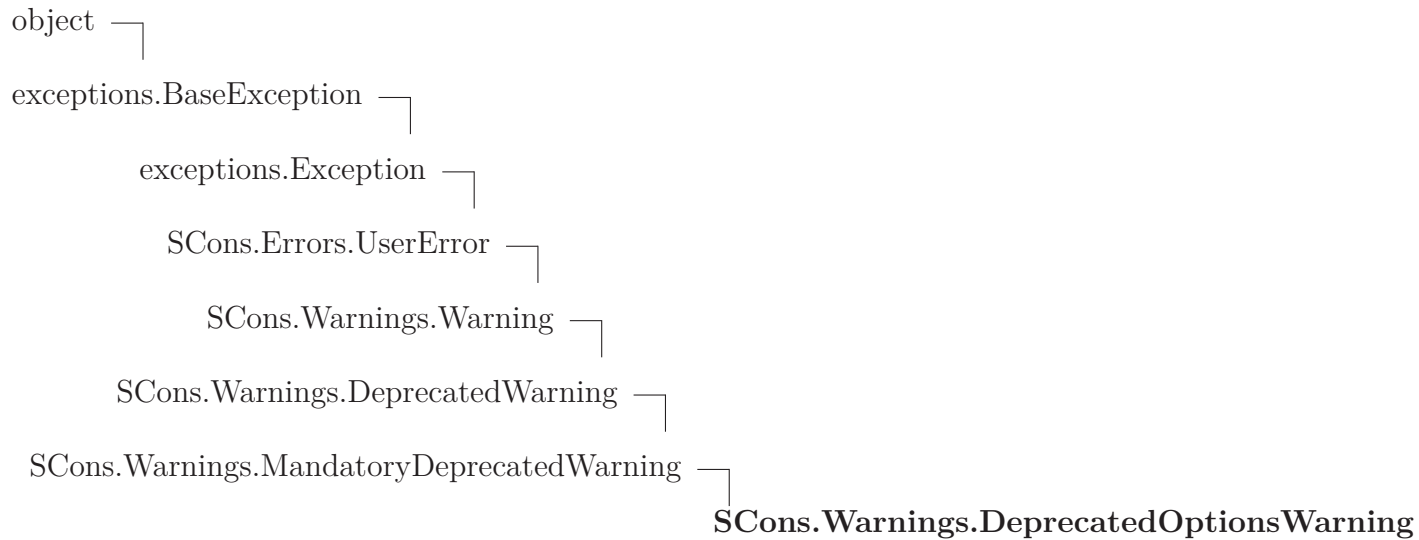 object
exceptions.BaseException
exceptions.Exception
SCons.Errors.UserError
SCons.Warnings.Warning
SCons.Warnings.DeprecatedWarning
SCons.Warnings.MandatoryDeprecatedWarning
SCons.Warnings.DeprecatedOptionsWarning